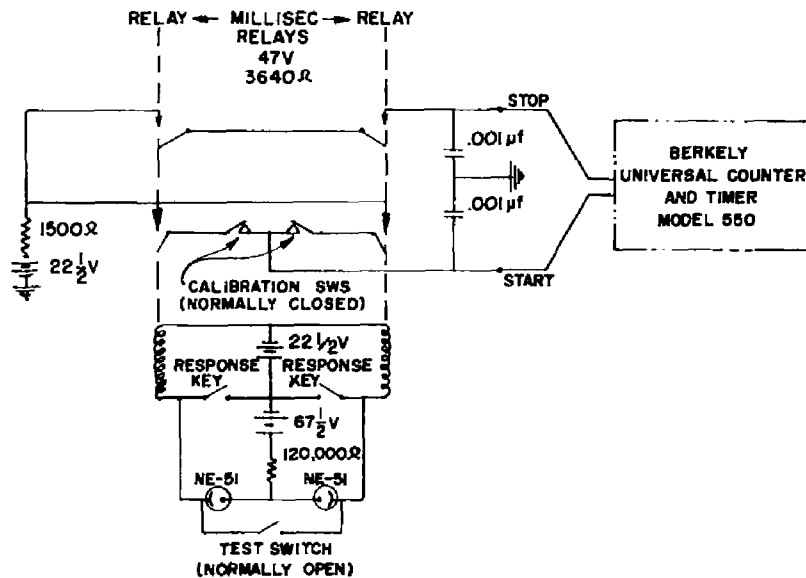 RELAY ← MILLISEC → RELAY
RELAYS
47V
3640Ω
STOP
.001μf
.001μf
START
BERKELY
UNIVERSAL COUNTER
AND TIMER
MODEL 550
1500Ω
22½V
CALIBRATION SWS
(NORMALLY CLOSED)
22 1/2V
RESPONSE
KEY
RESPONSE
KEY
67½V
120,000Ω
NE-51
NE-51
TEST SWITCH
(NORMALLY OPEN)